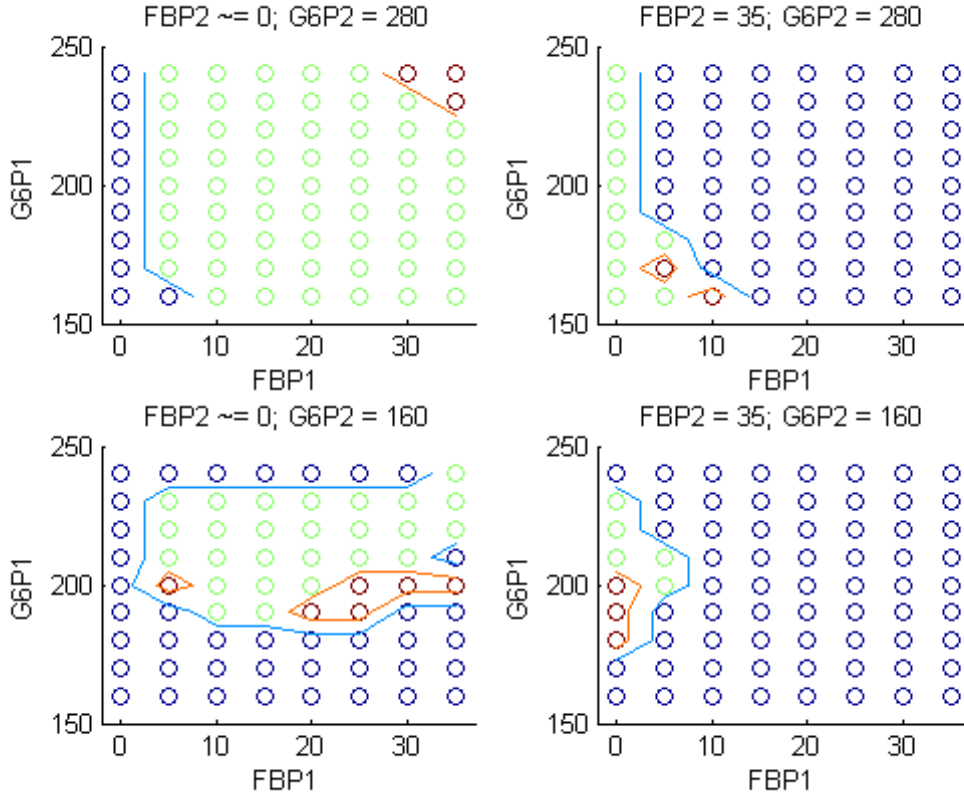 FBP2 ~= 0; G6P2 = 280
250
200
150
G6P1
0
10
20
30
FBP1
FBP2 = 35; G6P2 = 280
250
200
150
G6P1
0
10
20
30
FBP1
FBP2 ~= 0; G6P2 = 160
250
200
150
G6P1
0
10
20
30
FBP1
FBP2 = 35; G6P2 = 160
250
200
150
G6P1
0
10
20
30
FBP1